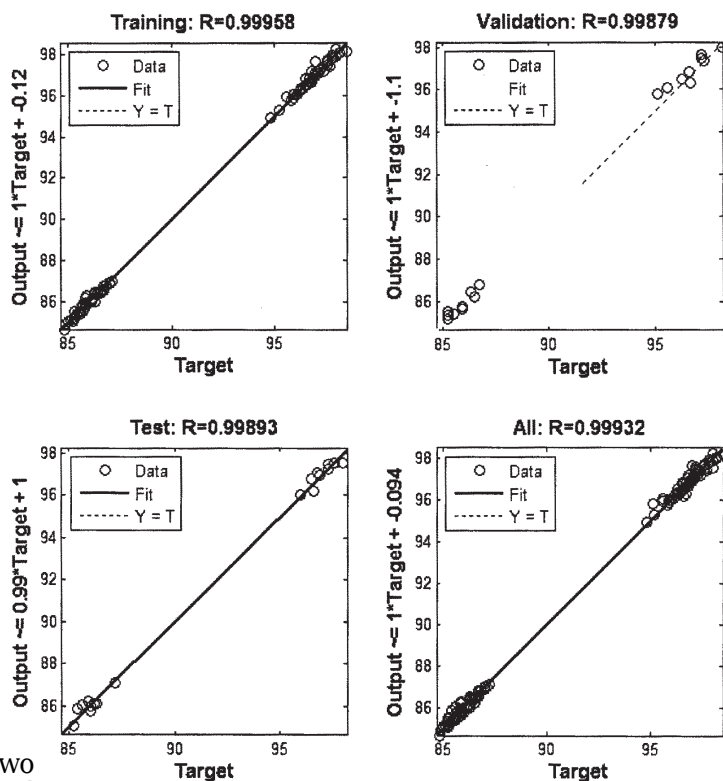 Training: R=0.99958
Output ~= 1*Target + -0.12
98
96
94
92
90
88
86
Data
Fit
Y = T
85
90
95
Target
Validation: R=0.99879
Output ~= 1*Target + -1.1
98
96
94
92
90
88
86
Data
Fit
Y = T
85
90
95
Target
Test: R=0.99893
Output ~= 0.99*Target + 1
98
96
94
92
90
88
86
Data
Fit
Y = T
85
90
95
Target
All: R=0.99932
Output ~= 1*Target + -0.094
98
96
94
92
90
88
86
Data
Fit
Y = T
85
90
95
Target
wo